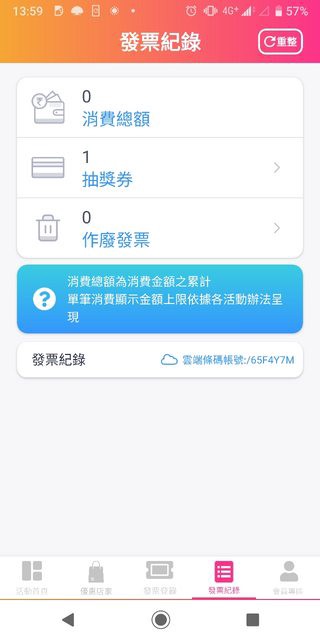 13:59
4G+
57%
發票紀錄
重整
0
消費總額
1
抽獎券
0
作廢發票
消費總額為消費金額之累計
單筆消費顯示金額上限依據各活動辦法呈
現
發票紀錄
雲端條碼帳號:/65F4Y7M
活動首頁
優惠店家
發票登錄
發票紀錄
會員專區